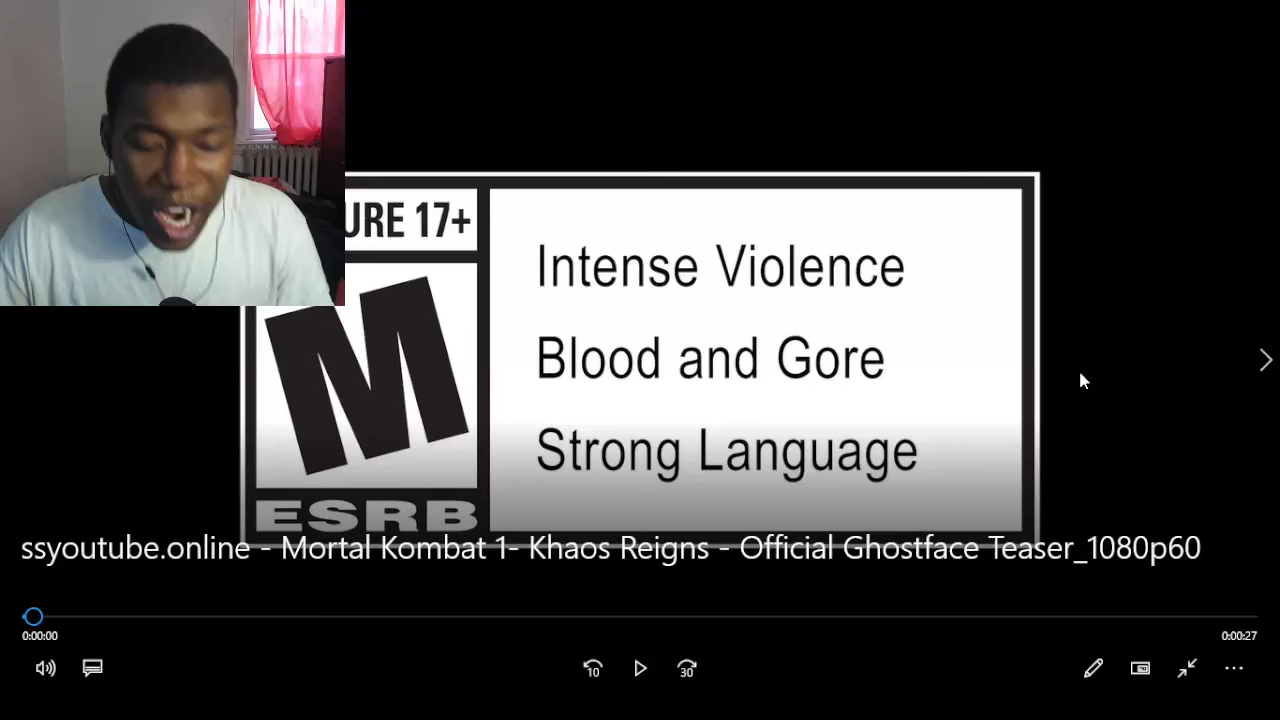 URE 17+
Intense Violence
Blood and Gore
Strong Language
M
ESRB
ssyoutube.online - Mortal Kombat 1- Khaos Reigns - Official Ghostface Teaser_1080p60
0:00:00
0:00:27
10
30